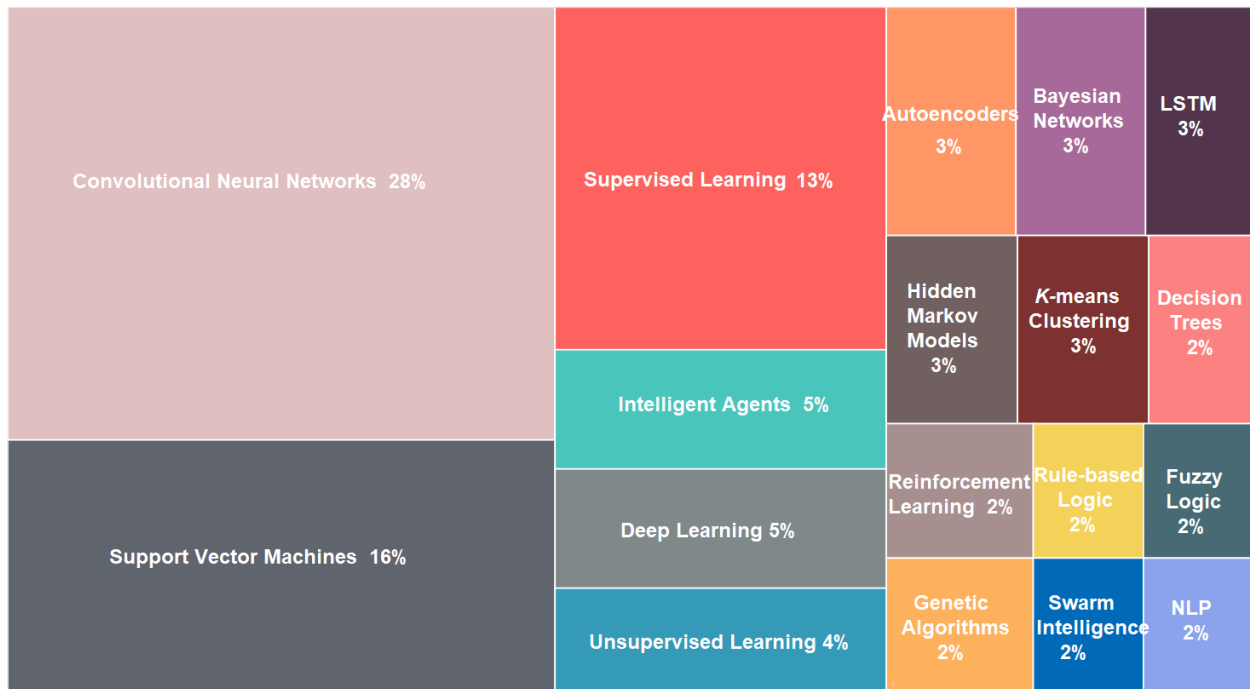 Convolutional Neural Networks 28%
Support Vector Machines 16%
Supervised Learning 13%
Intelligent Agents 5%
Deep Learning 5%
Unsupervised Learning 4%
Autoencoders
3%
Bayesian
Networks
3%
LSTM
3%
Hidden
Markov
Models
3%
K-means
Clustering
3%
Decision
Trees
2%
Reinforcement
Learning 2%
Rule-based
Logic
2%
Fuzzy
Logic
2%
Genetic
Algorithms
2%
Swarm
Intelligence
2%
NLP
2%